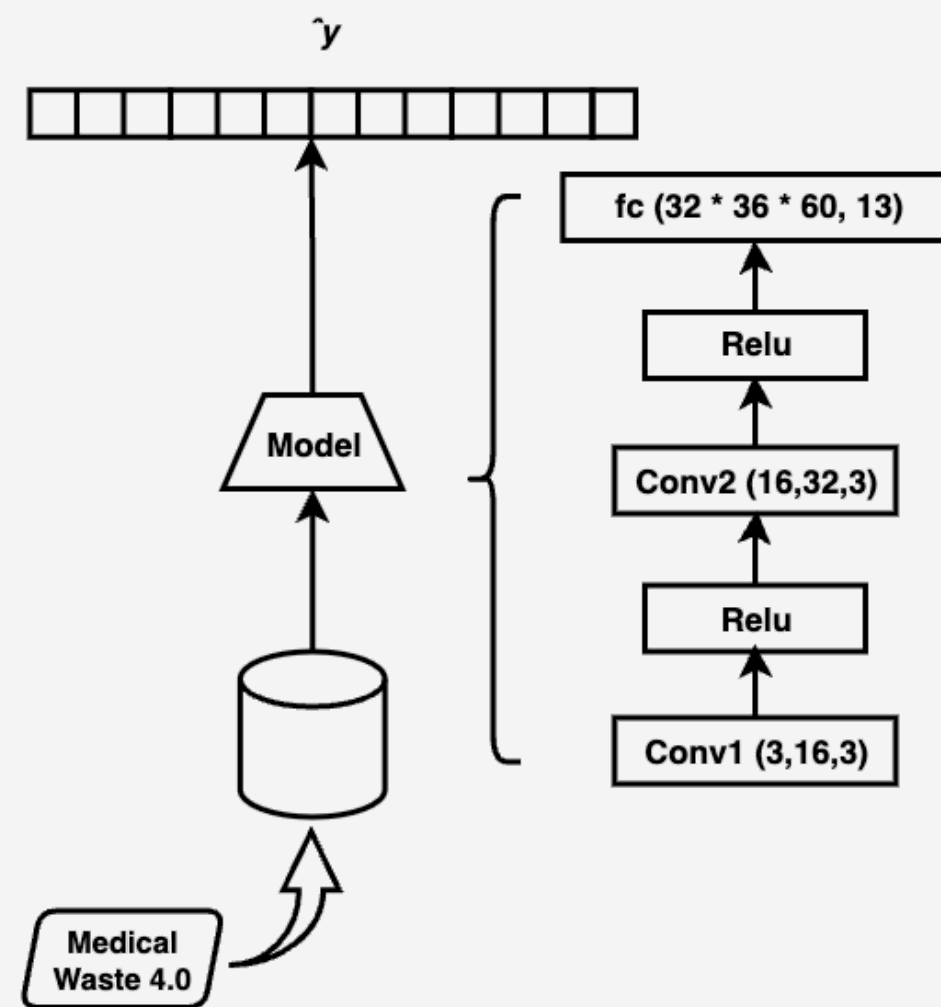 ˆy
fc (32 * 36 * 60, 13)
Relu
Model
Conv2 (16,32,3)
Relu
Conv1 (3,16,3)
Medical
Waste 4.0